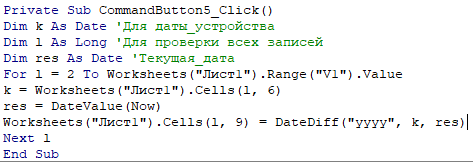 Private Sub CommandButton5_Click()
Dim k As Date 'Для даты_устройства
Dim l As Long 'Для проверки всех записей
Dim res As Date 'Текущая_дата
For l = 2 To Worksheets("Лист1").Range("V1").Value
k = Worksheets("Лист1").Cells(l, 6)
res = DateValue(Now)
Worksheets("Лист1").Cells(l, 9) = DateDiff("yyyy", k, res)
Next l
End Sub